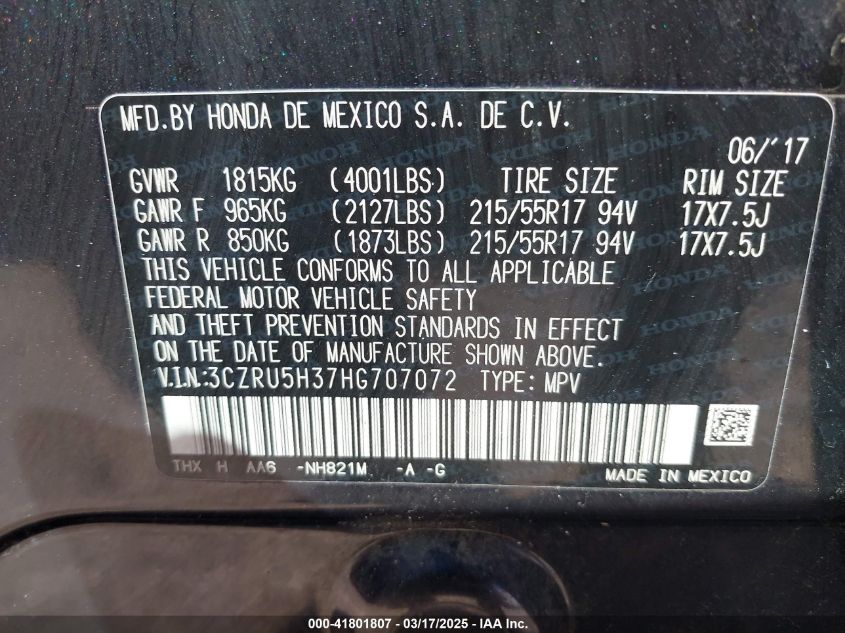 MFD.BY HONDA DE MEXICO S.A. DE C.V.
06/'17
GVWR 1815KG (4001LBS) TIRE SIZE RIM SIZE
GAWR F 965KG (2127LBS) 215/55R17 94V 17X7.5J
GAWR R 850KG (1873LBS) 215/55R17 94V 17X7.5J
THIS VEHICLE CONFORMS TO ALL APPLICABLE
FEDERAL MOTOR VEHICLE SAFETY
AND THEFT PREVENTION STANDARDS IN EFFECT
ON THE DATE OF MANUFACTURE SHOWN ABOVE.
V.I.N.:3CZRU5H37HG707072 TYPE: MPV
THX H AA6 -NH821M -A -G
MADE IN MEXICO
000-41801807 - 03/17/2025 - IAA Inc.